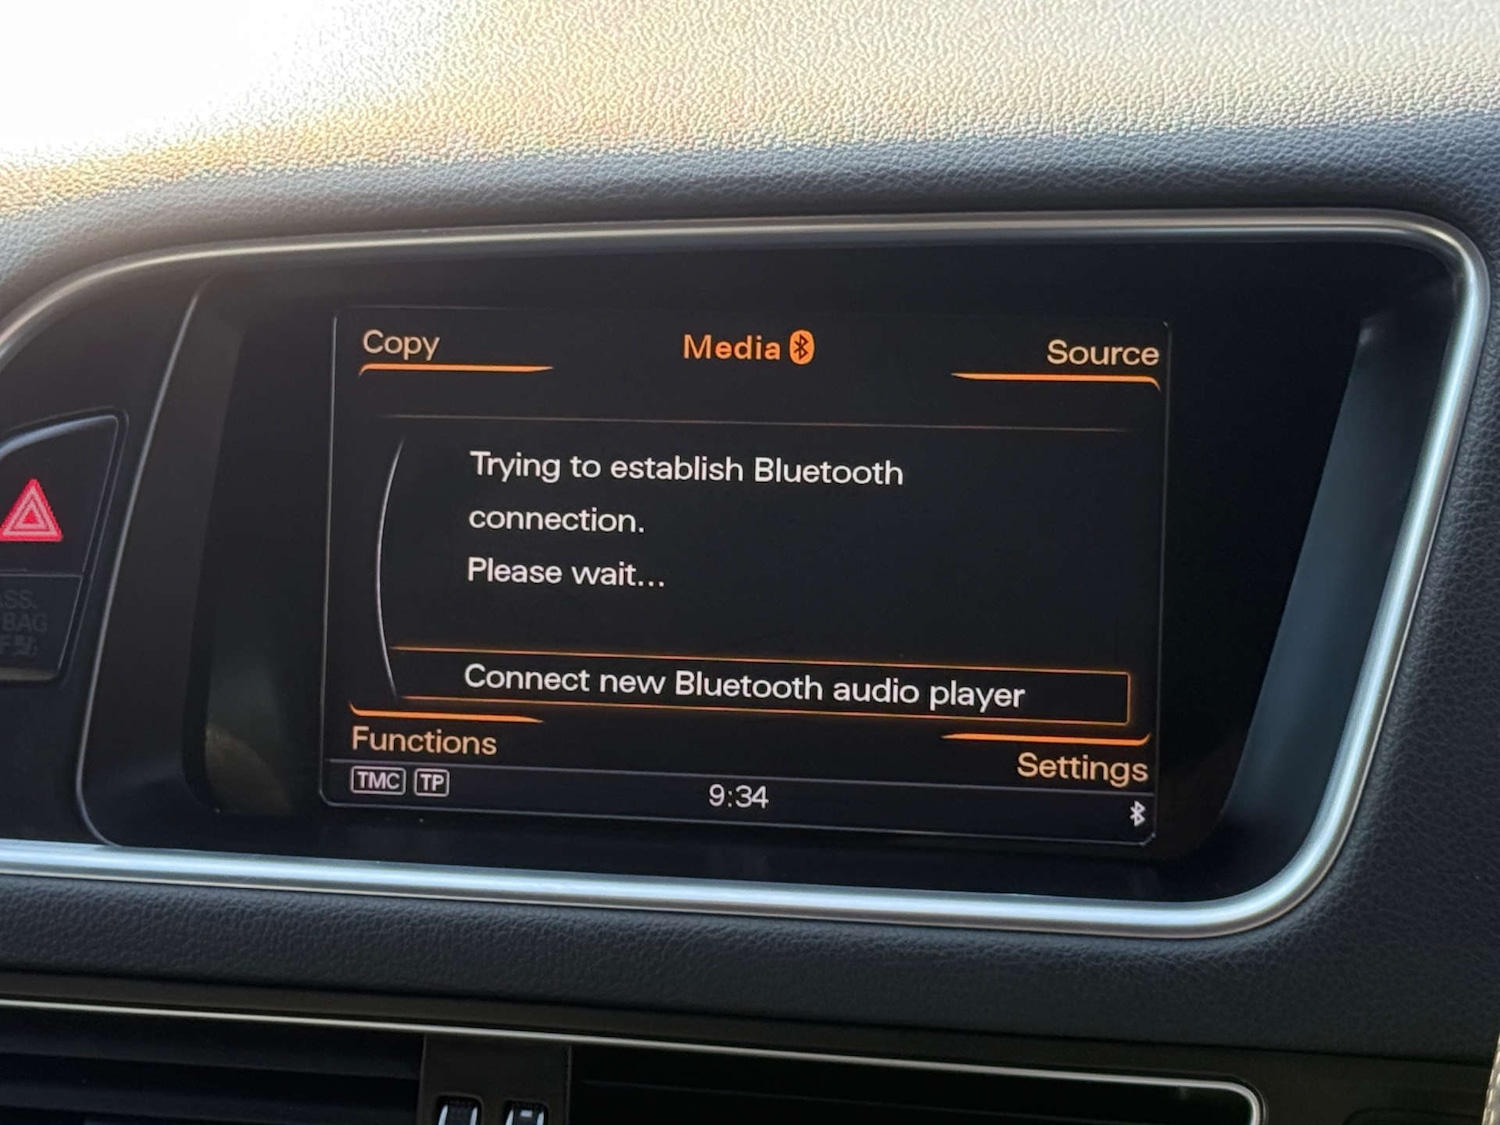 Copy
Media
Source
Trying to establish Bluetooth
connection.
Please wait...
Connect new Bluetooth audio player
Functions
Settings
TMC TP
9:34
BAG